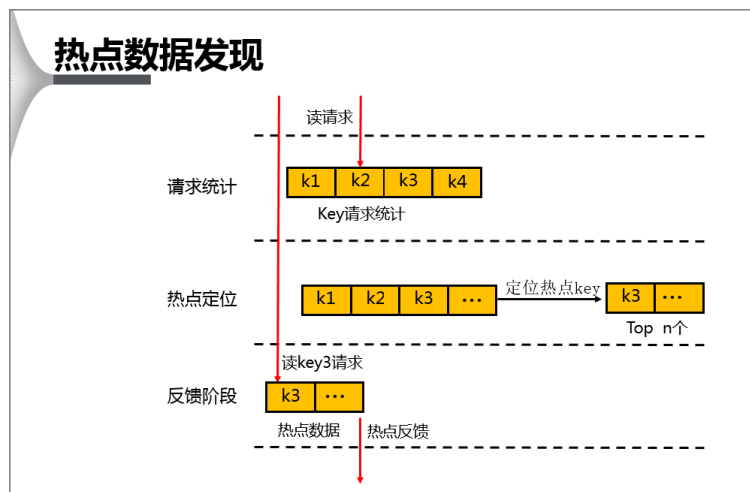 热点数据发现
读请求
请求统计
k1 k2 k3 k4
Key请求统计
热点定位
k1 k2 k3 ...
定位热点key
k3 ...
Top n个
读key3请求
反馈阶段
k3 ...
热点数据
热点反馈